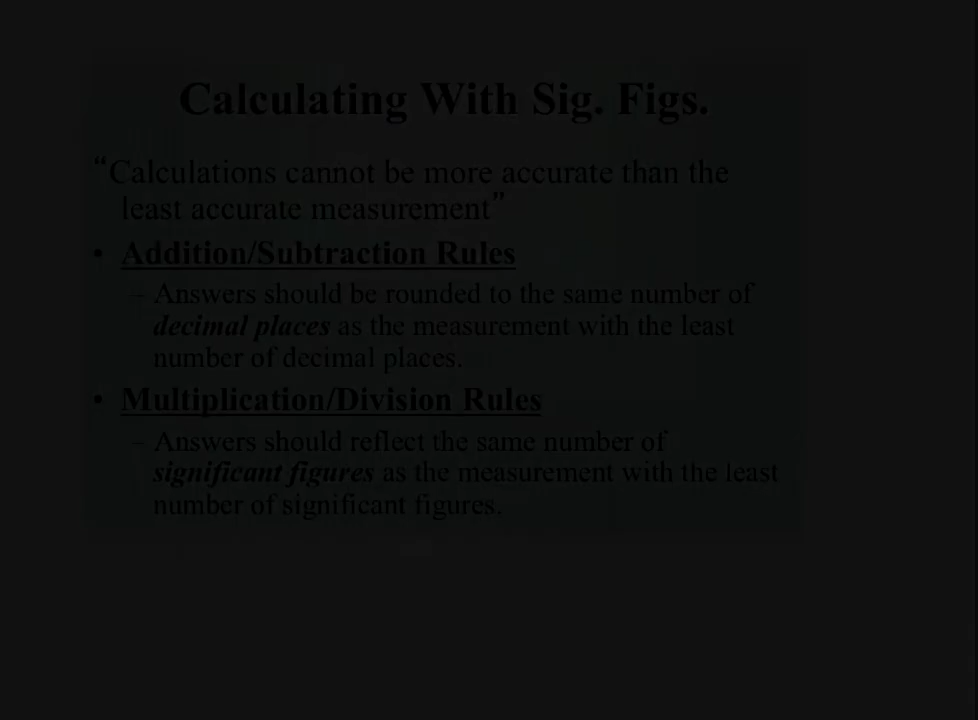 Calculating With Sig. Figs.
“Calculations cannot be more accurate than the
least accurate measurement”
• Addition/Subtraction Rules
– Answers should be rounded to the same number of
decimal places as the measurement with the least
number of decimal places.
• Multiplication/Division Rules
– Answers should reflect the same number of
significant figures as the measurement with the least
number of significant figures.